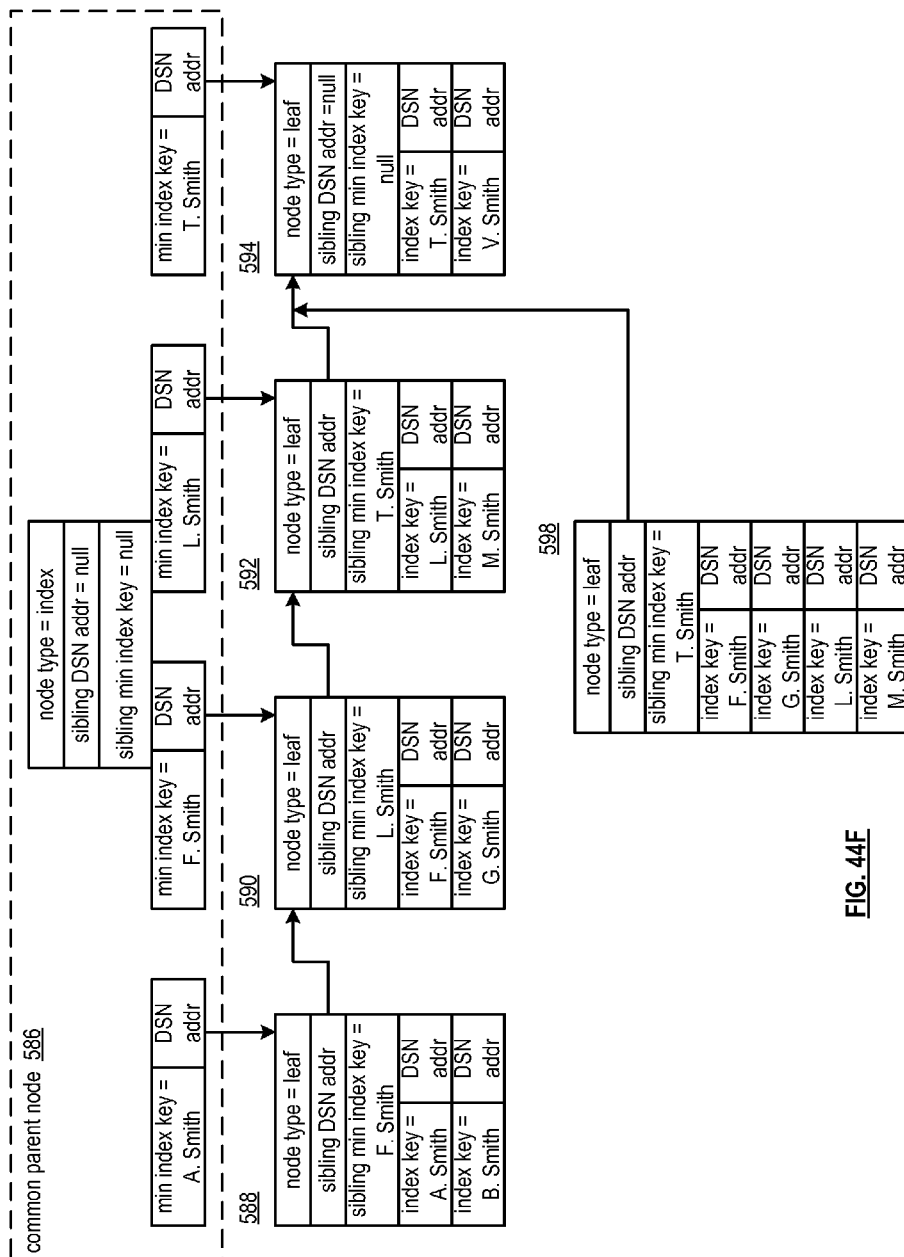 common parent node 586
node type = index
sibling DSN addr = null
sibling min index key = null
min index key =
A. Smith
DSN
addr
min index key =
F. Smith
DSN
addr
min index key =
L. Smith
DSN
addr
min index key =
T. Smith
DSN
addr
588
node type = leaf
sibling DSN addr
sibling min index key =
F. Smith
index key =
A. Smith
DSN
addr
index key =
B. Smith
DSN
addr
590
node type = leaf
sibling DSN addr
sibling min index key =
L. Smith
index key =
F. Smith
DSN
addr
index key =
G. Smith
DSN
addr
592
node type = leaf
sibling DSN addr
sibling min index key =
T. Smith
index key =
L. Smith
DSN
addr
index key =
M. Smith
DSN
addr
594
node type = leaf
sibling DSN addr =null
sibling min index key =
null
index key =
T. Smith
DSN
addr
index key =
V. Smith
DSN
addr
598
node type = leaf
sibling DSN addr
sibling min index key =
T. Smith
index key =
F. Smith
DSN
addr
index key =
G. Smith
DSN
addr
index key =
L. Smith
DSN
addr
index key =
M. Smith
DSN
addr
FIG. 44F